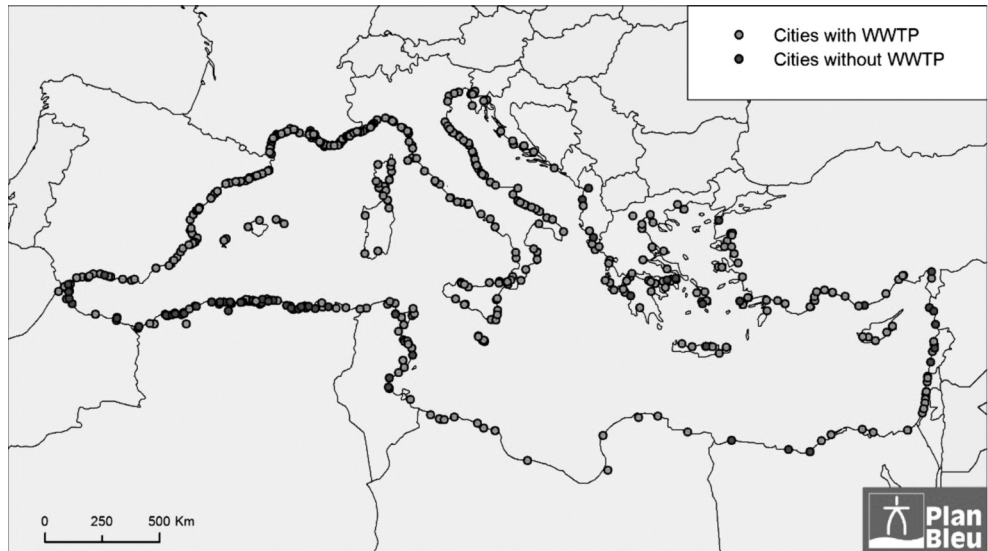 Cities with WWTP
Cities without WWTP
0 250 500 Km
Plan
Bleu